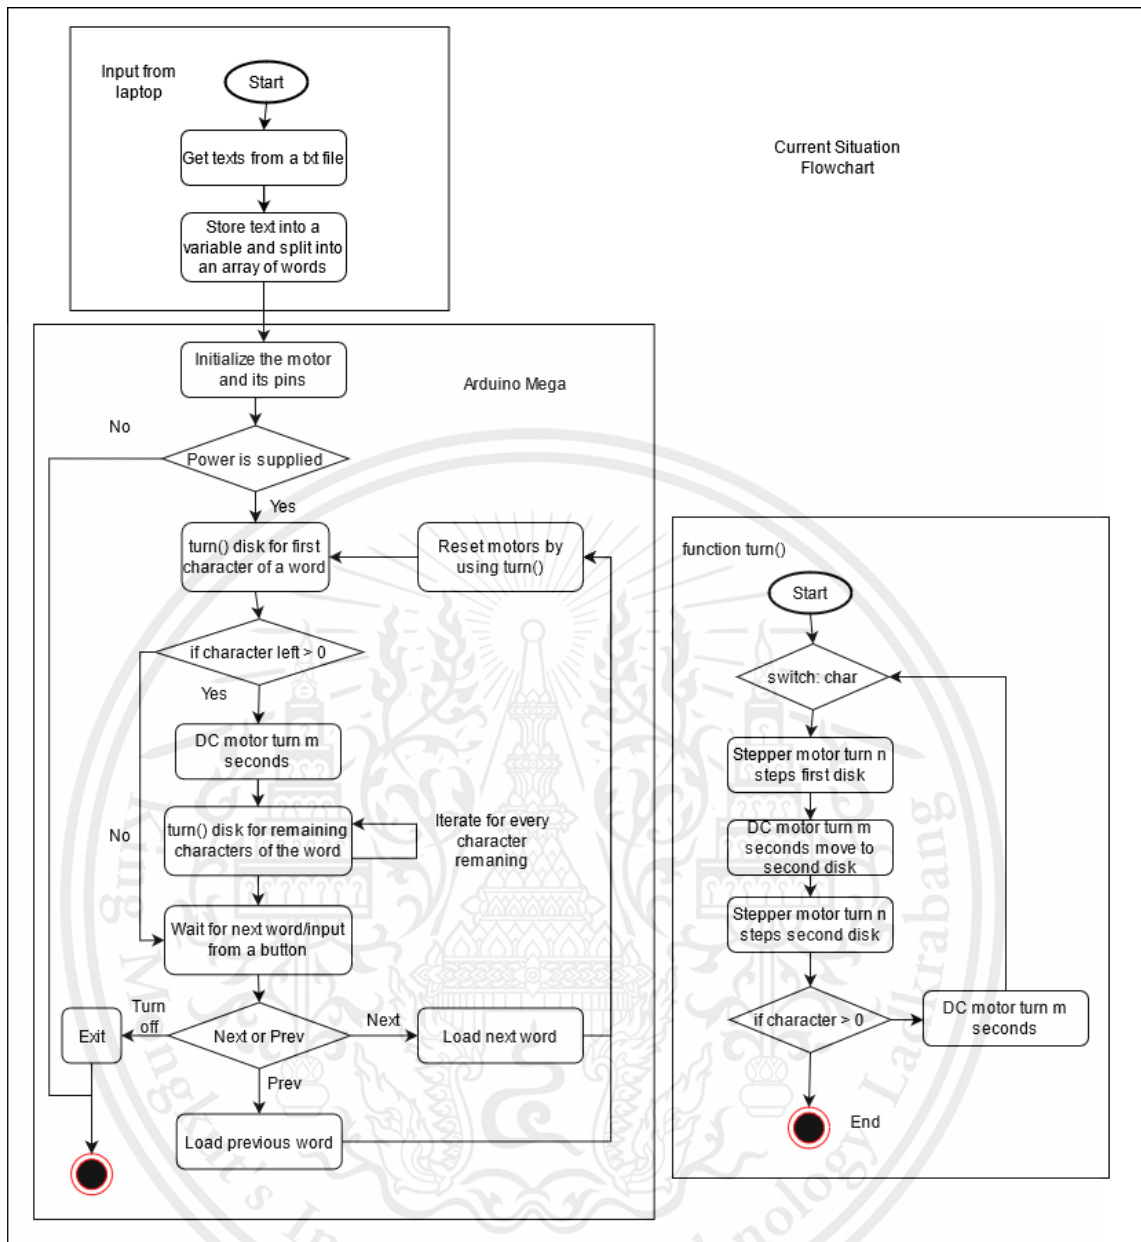 Input from
laptop
Start
Get texts from a txt file
Store text into a
variable and split into
an array of words
Current Situation
Flowchart
Initialize the motor
and its pins
Arduino Mega
No
Power is supplied
Yes
turn() disk for first
character of a word
Reset motors by
using turn()
if character left > 0
Yes
DC motor turn m
seconds
No
turn() disk for remaining
characters of the word
Iterate for every
character
remaning
Wait for next word/input
from a button
Turn
off
Exit
Next or Prev
Next
Load next word
Prev
Load previous word
function turn()
Start
switch: char
Stepper motor turn n
steps first disk
DC motor turn m
seconds move to
second disk
Stepper motor turn n
steps second disk
if character > 0
DC motor turn m
seconds
End
King Mongkut's Institute of Technology Ladkrabang